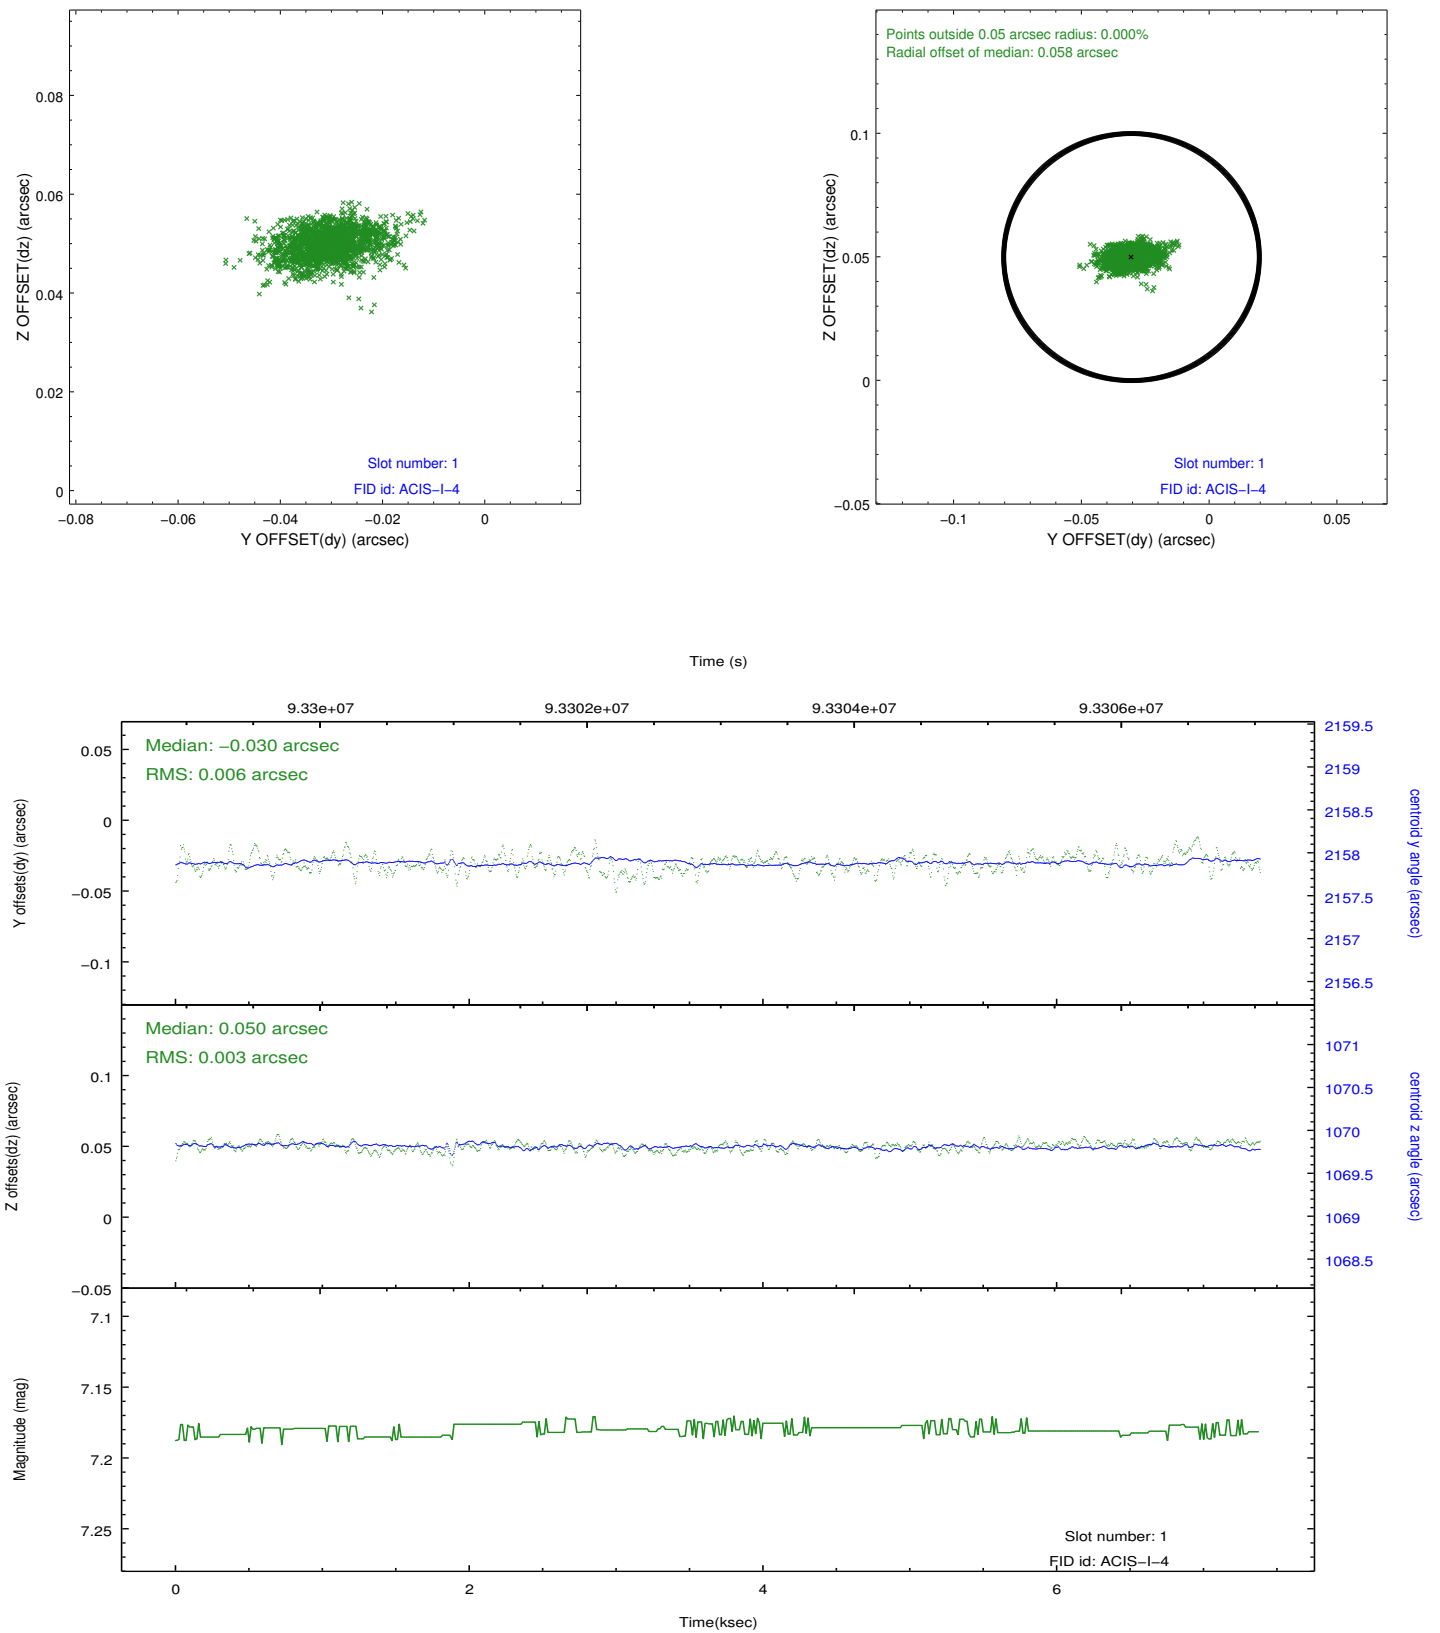 0.08
0.06
0.04
0.02
0
−0.08
−0.06
−0.04
−0.02
0
Z OFFSET(dz) (arcsec)
Y OFFSET(dy) (arcsec)
Slot number: 1
FID id: ACIS−I−4
Points outside 0.05 arcsec radius: 0.000%
Radial offset of median: 0.058 arcsec
0.1
0.05
0
−0.05
−0.1
−0.05
0
0.05
Z OFFSET(dz) (arcsec)
Y OFFSET(dy) (arcsec)
Slot number: 1
FID id: ACIS−I−4
Time (s)
9.33e+07
9.3302e+07
9.3304e+07
9.3306e+07
Median: −0.030 arcsec
RMS: 0.006 arcsec
0.05
0
−0.05
−0.1
Y offsets(dy) (arcsec)
2159.5
2159
2158.5
2158
2157.5
2157
2156.5
centroid y angle (arcsec)
Median: 0.050 arcsec
RMS: 0.003 arcsec
0.1
0.05
0
−0.05
Z offsets(dz) (arcsec)
1071
1070.5
1070
1069.5
1069
1068.5
centroid z angle (arcsec)
7.1
7.15
7.2
7.25
Magnitude (mag)
Slot number: 1
FID id: ACIS−I−4
0
2
4
6
Time(ksec)